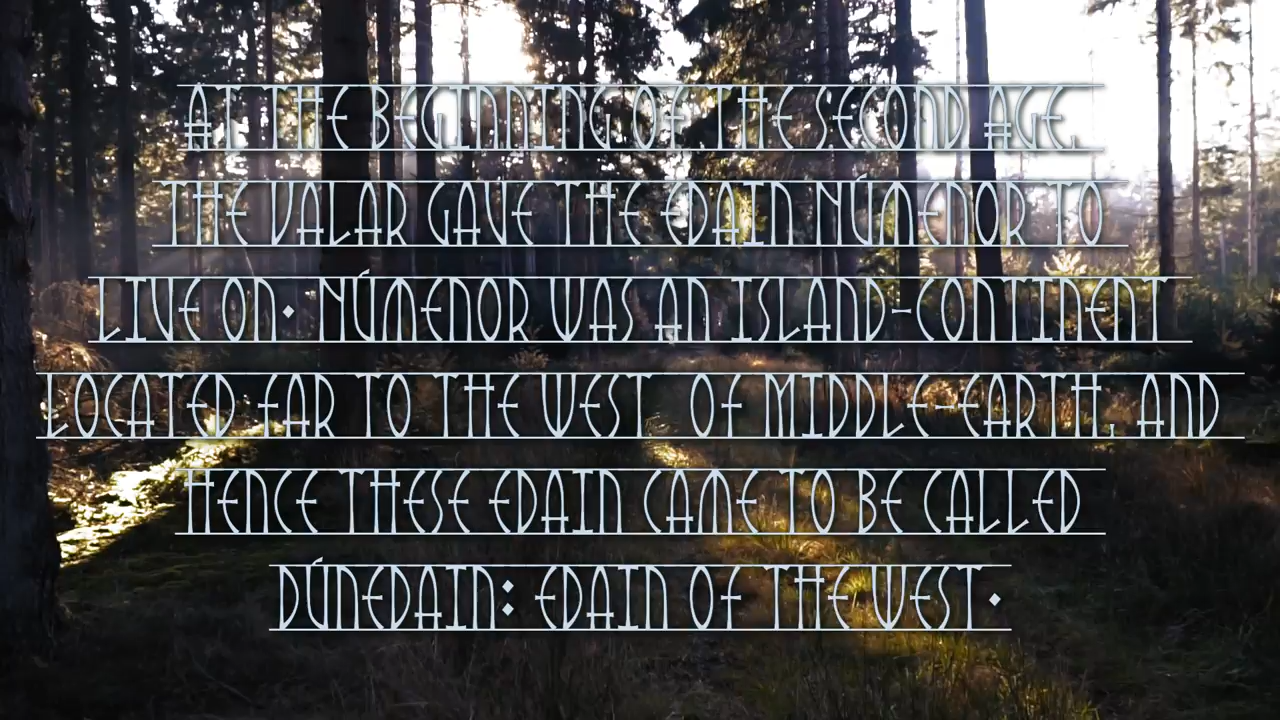 AT THE BEGINNING OF THE SECOND AGE,
THE VALAR GAVE THE EDAIN NÚMENOR TO
LIVE ON. NÚMENOR WAS AN ISLAND-CONTINENT
LOCATED FAR TO THE WEST OF MIDDLE-EARTH, AND
HENCE THESE EDAIN CAME TO BE CALLED
DÚNEDAIN: EDAIN OF THE WEST.